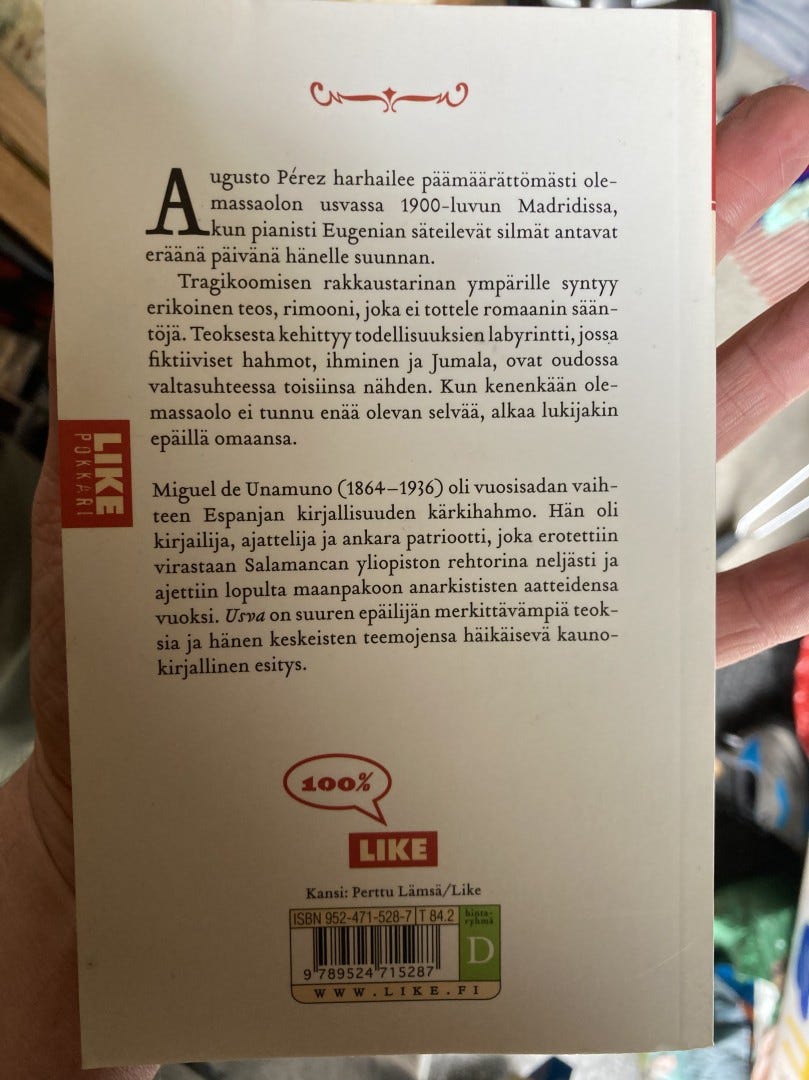 Augusto Pérez harhailee päämäärättömästi ole-
massaolon usvassa 1900-luvun Madridissa,
kun pianisti Eugenian säteilevät silmät antavat
eräänä päivänä hänelle suunnan.
Tragikoomisen rakkaustarinan ympärille syntyy
erikoinen teos, rimooni, joka ei tottele romaanin sään-
töjä. Teoksesta kehittyy todellisuuksien labyrintti, jossa
fiktiiviset hahmot, ihminen ja Jumala, ovat oudossa
valtasuhteessa toisiinsa nähden. Kun kenenkään ole-
massaolo ei tunnu enää olevan selvää, alkaa lukijakin
epäillä omaansa.
LIKE
POKKARI
Miguel de Unamuno (1864–1936) oli vuosisadan vaih-
teen Espanjan kirjallisuuden kärkihahmo. Hän oli
kirjailija, ajattelija ja ankara patriootti, joka erotettiin
virastaan Salamancan yliopiston rehtorina neljästi ja
ajettiin lopulta maanpakoon anarkististen aatteidensa
vuoksi. Usva on suuren epäilijän merkittävämpiä teok-
sia ja hänen keskeisten teemojensa häikäisevä kauno-
kirjallinen esitys.
100%
LIKE
Kansi: Perttu Lämsä/Like
ISBN 952-471-528-7 T 84.2
hinta-
ryhmä
D
9 789524 715287
WWW.LIKE.FI